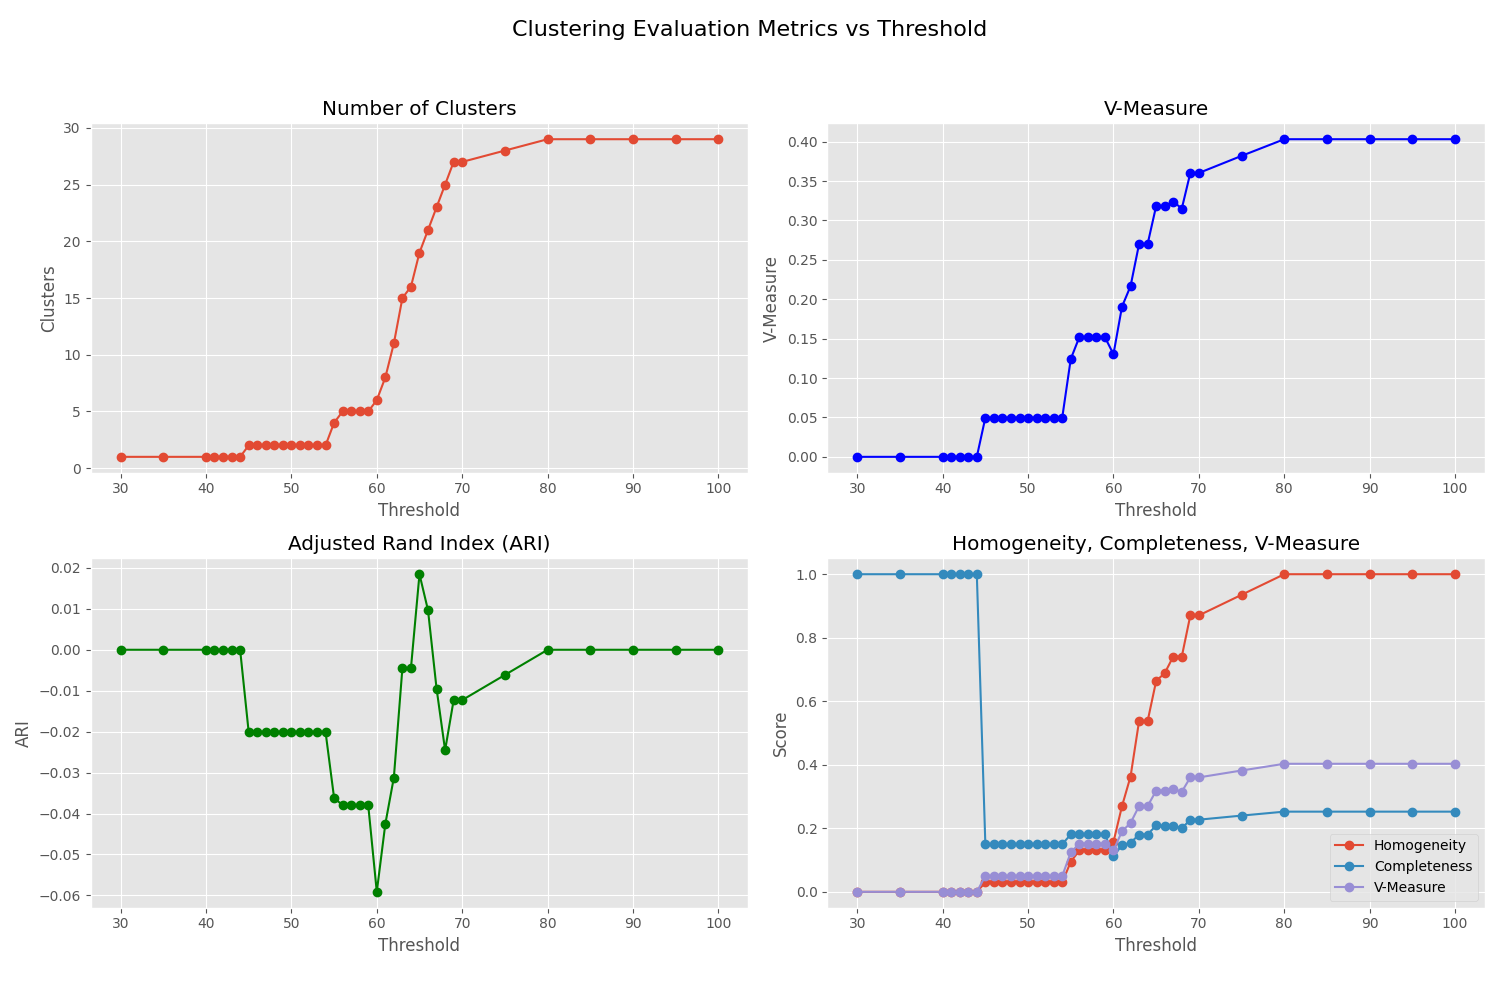 Clustering Evaluation Metrics vs Threshold
Number of Clusters
30
25
20
15
10
5
0
Clusters
30 40 50 60 70 80 90 100
Threshold
V-Measure
0.40
0.35
0.30
0.25
0.20
0.15
0.10
0.05
0.00
V-Measure
30 40 50 60 70 80 90 100
Threshold
Adjusted Rand Index (ARI)
0.02
0.01
0.00
−0.01
−0.02
−0.03
−0.04
−0.05
−0.06
ARI
30 40 50 60 70 80 90 100
Threshold
Homogeneity, Completeness, V-Measure
1.0
0.8
0.6
0.4
0.2
0.0
Score
Homogeneity
Completeness
V-Measure
30 40 50 60 70 80 90 100
Threshold